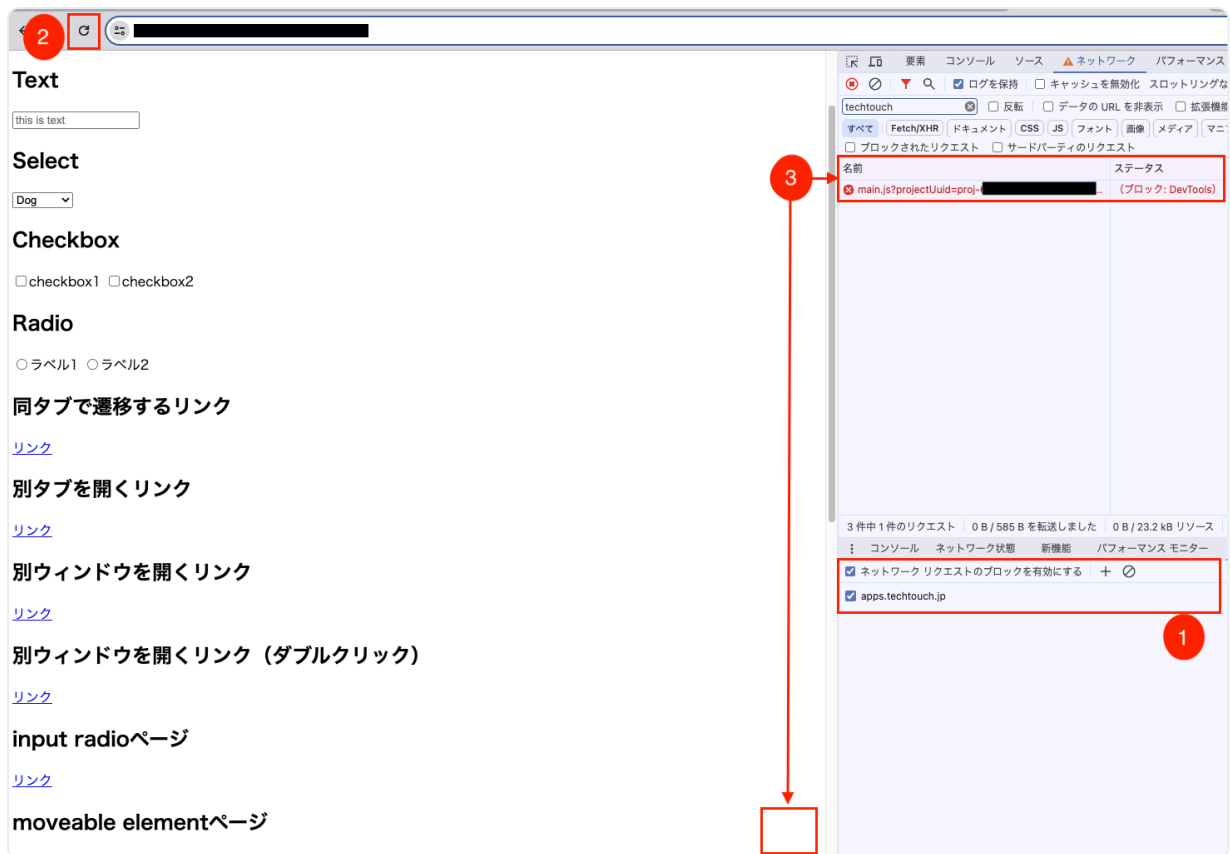 2
Text
this is text
Select
Dog
Checkbox
checkbox1 checkbox2
Radio
ラベル1 ラベル2
同タブで遷移するリンク
リンク
別タブを開くリンク
リンク
別ウィンドウを開くリンク
リンク
別ウィンドウを開くリンク（ダブルクリック）
リンク
input radioページ
リンク
moveable elementページ
3
要素 コンソール ソース ネットワーク パフォーマンス
ログを保持 キャッシュを無効化 スロットリングな
techtouch 反転 データの URL を非表示 拡張機能
すべて Fetch/XHR ドキュメント CSS JS フォント 画像 メディア マニ
ブロックされたリクエスト サードパーティのリクエスト
名前 ステータス
main.js?projectUuid=proj- ... （ブロック: DevTools）
3 件中 1 件のリクエスト 0 B / 585 B を転送しました 0 B / 23.2 kB リソース
コンソール ネットワーク状態 新機能 パフォーマンス モニター
ネットワーク リクエストのブロックを有効にする
apps.techtouch.jp
1